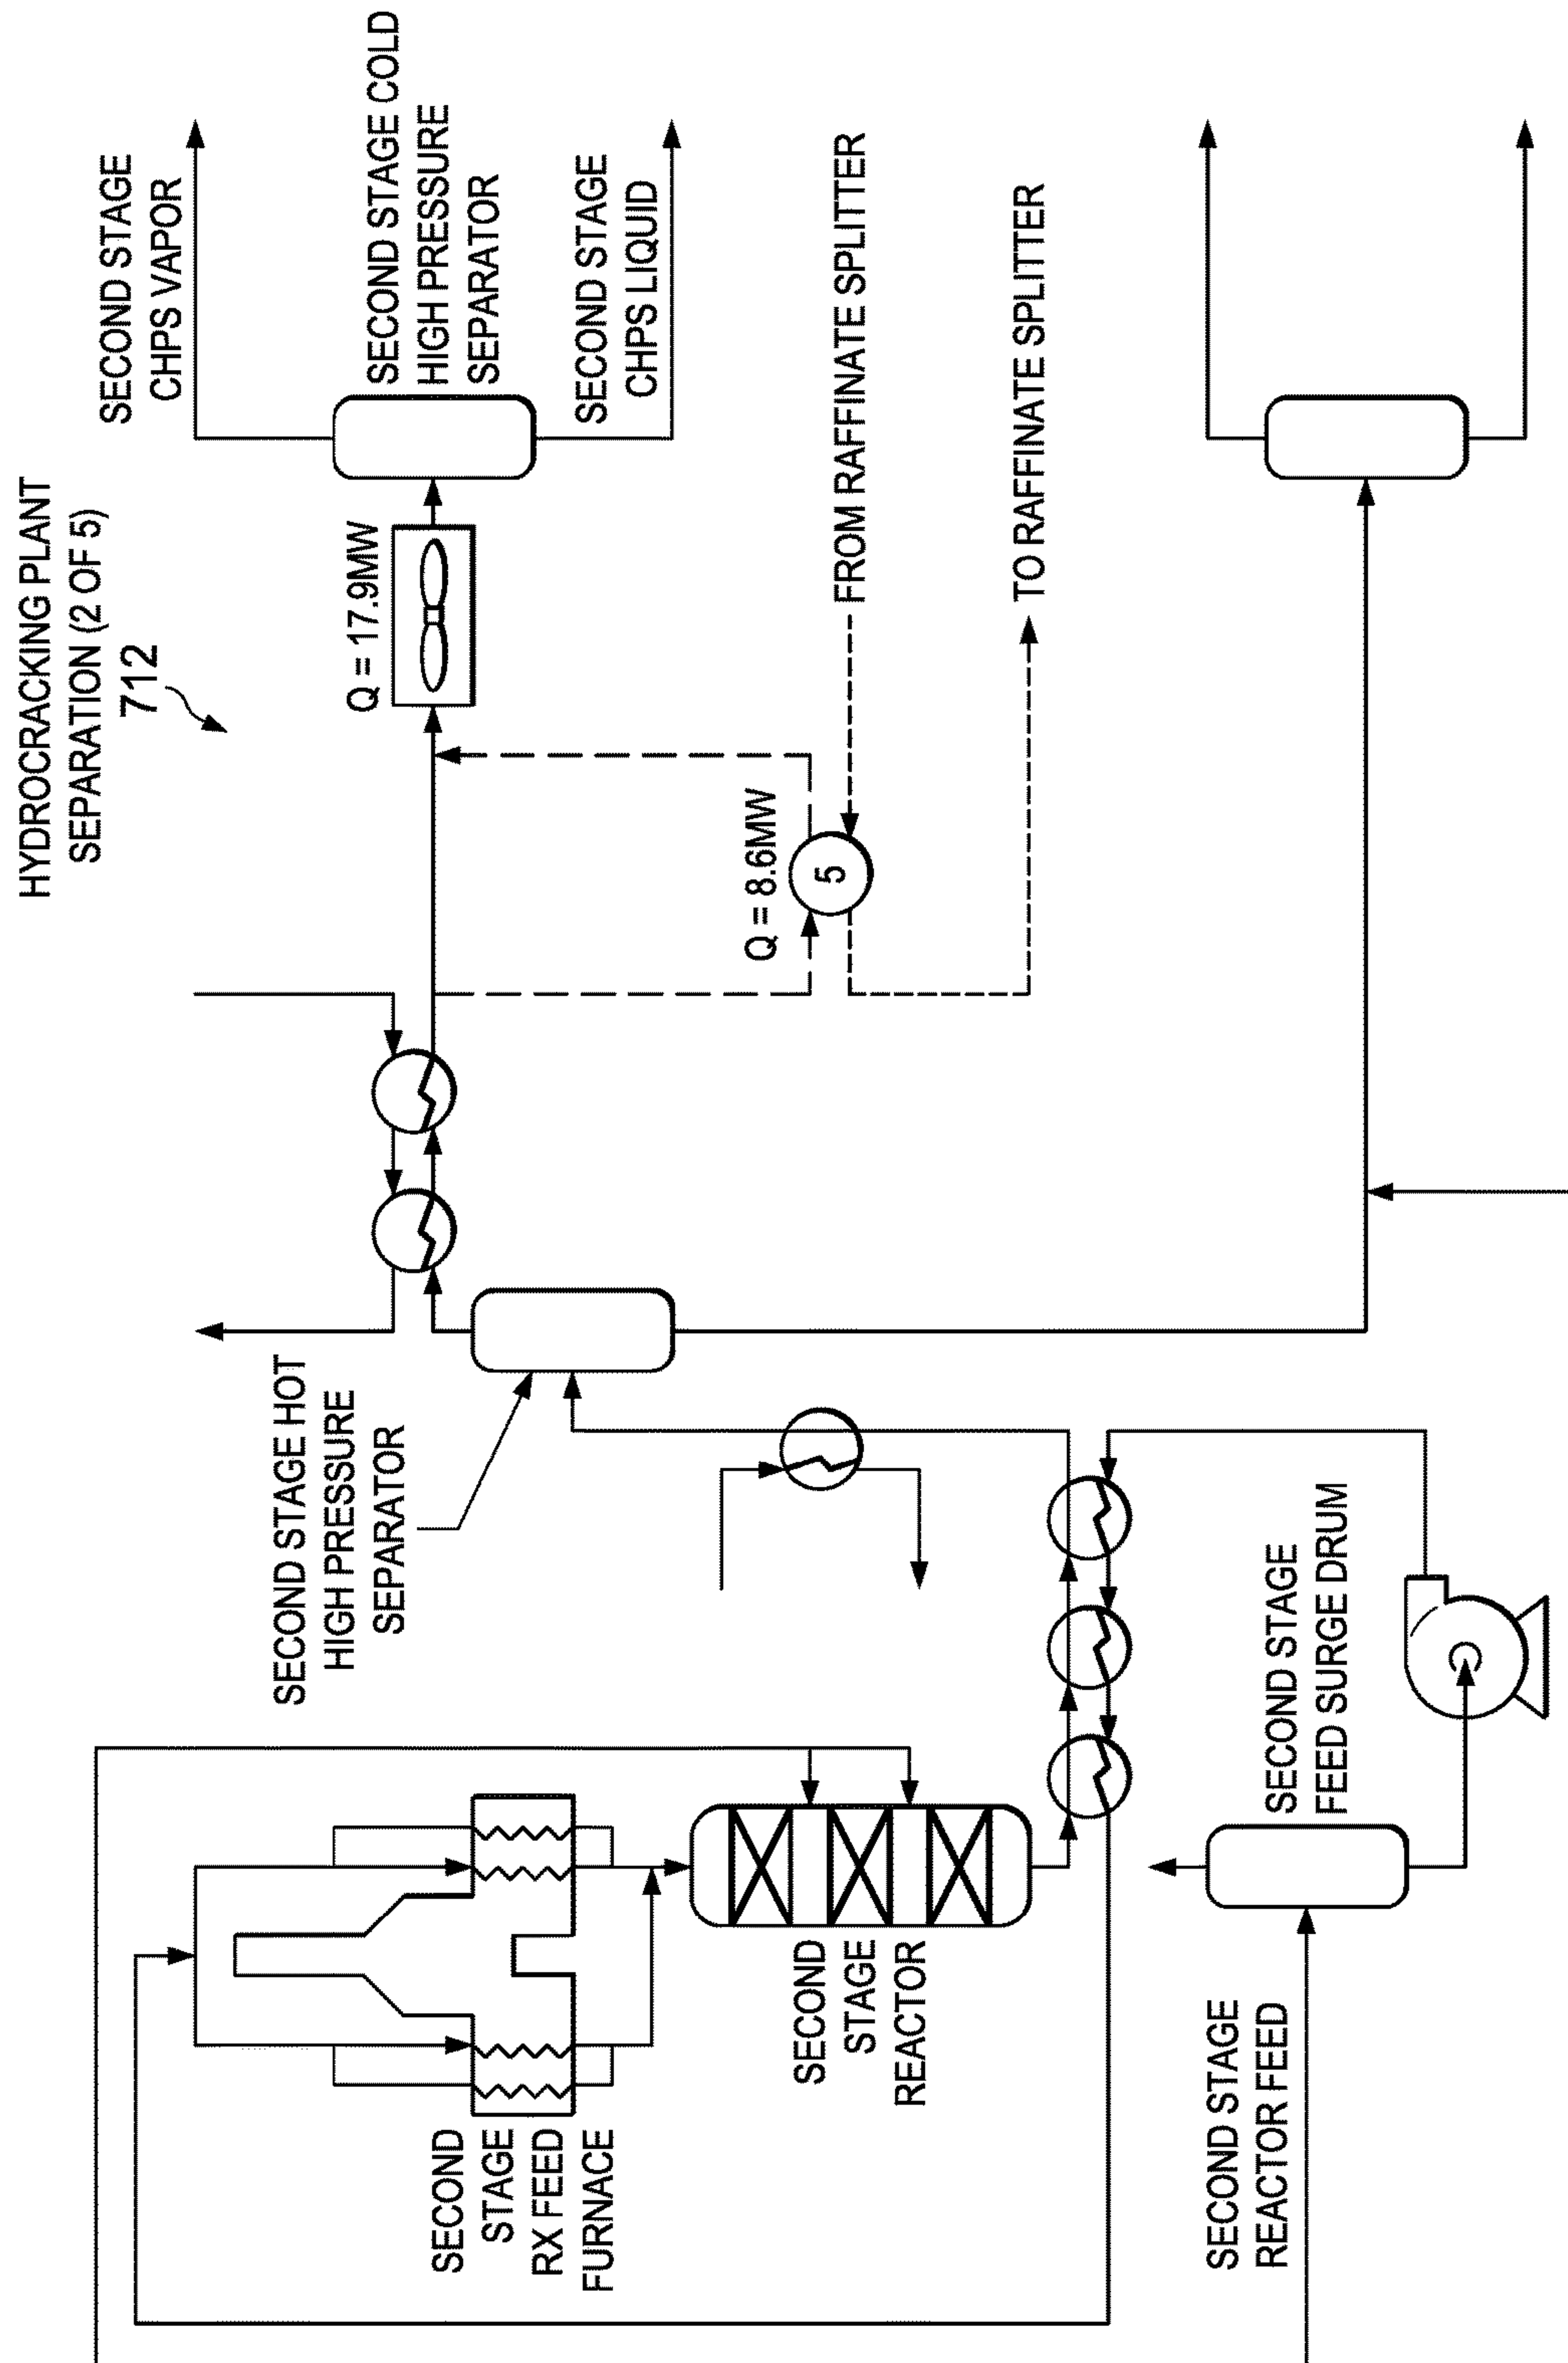 HYDROCRACKING PLANT
SEPARATION (2 OF 5)
712
SECOND STAGE
CHPS VAPOR
Q = 17.9MW
SECOND STAGE COLD
HIGH PRESSURE
SEPARATOR
SECOND STAGE
CHPS LIQUID
FROM RAFFINATE SPLITTER
Q = 8.6MW
5
TO RAFFINATE SPLITTER
SECOND STAGE HOT
HIGH PRESSURE
SEPARATOR
SECOND
STAGE
RX FEED
FURNACE
SECOND
STAGE
REACTOR
SECOND STAGE
FEED SURGE DRUM
SECOND STAGE
REACTOR FEED